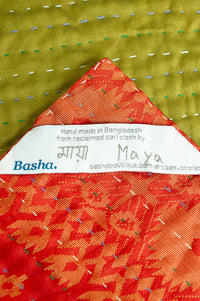 Hand made in Bangladesh
from reclaimed sari cloth by
মায়া Maya
Basha.
bashaboutique.com/artisan-stories